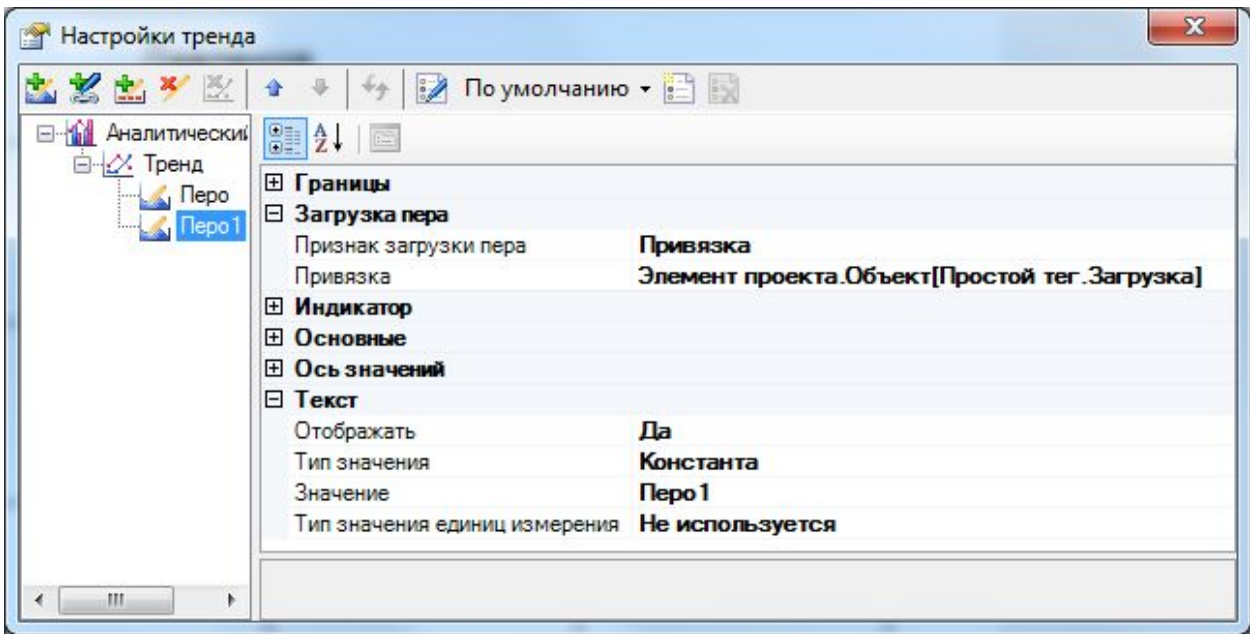 Настройки тренда
По умолчанию
Аналитический
Тренд
Перо
Перо1
Границы
Загрузка пера
Признак загрузки пера Привязка
Привязка Элемент проекта.Объект[Простой тег.Загрузка]
Индикатор
Основные
Ось значений
Текст
Отображать Да
Тип значения Константа
Значение Перо1
Тип значения единиц измерения Не используется